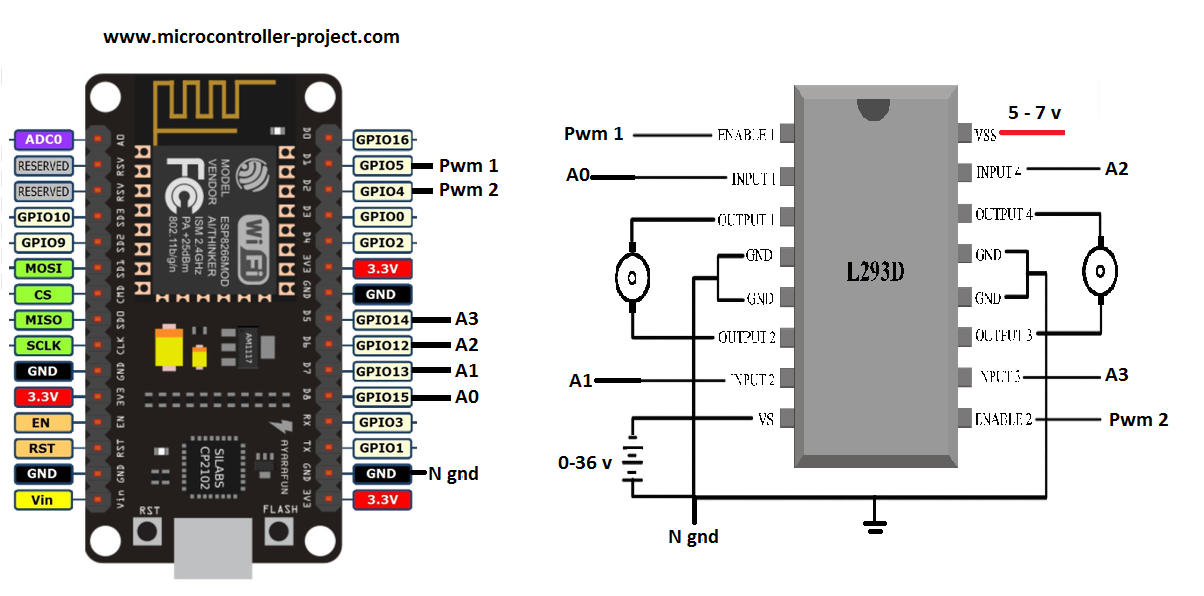 www.microcontroller-project.com
ADC0
RESERVED
RESERVED
GPIO10
GPIO9
MOSI
CS
MISO
SCLK
GND
3.3V
EN
RST
GND
Vin
A0
RSV
RSV
SD3
SD2
SD1
CMD
SD0
CLK
GND
3V3
EN
RST
GND
Vin
MODEL
VENDOR
ESP8266MOD
AI/THINKER
ISM 2.4GHz
PA +25dBm
802.11b/g/n
FC
Wi Fi
AM1117
SILABS
CP2102
AYARAFUN
RST
FLASH
D0
D1
D2
D3
D4
3V3
GND
D5
D6
D7
D8
RX
TX
GND
3V3
GPIO16
GPIO5 Pwm 1
GPIO4 Pwm 2
GPIO0
GPIO2
3.3V
GND
GPIO14 A3
GPIO12 A2
GPIO13 A1
GPIO15 A0
GPIO3
GPIO1
GND N gnd
3.3V
Pwm 1 ENABLE 1
A0 INPUT 1
OUTPUT 1
GND
GND
OUTPUT 2
A1 INPUT 2
VS
0-36 v
N gnd
L293D
5 - 7 v
VSS
INPUT 4 A2
OUTPUT 4
GND
GND
OUTPUT 3
NPUT 3 A3
ENABLE 2 Pwm 2